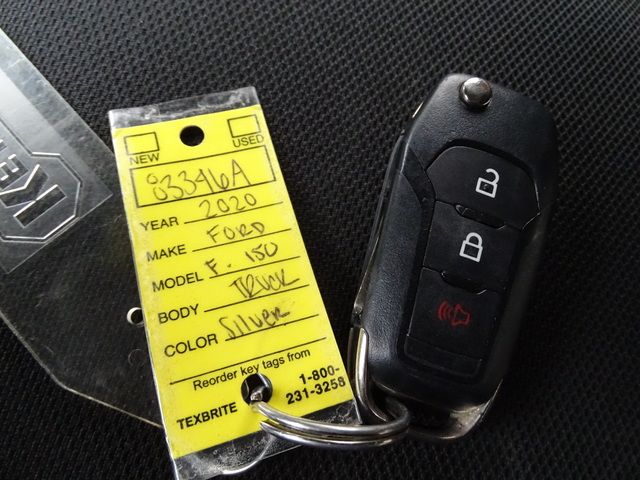 NEW USED
03346A
YEAR 2020
MAKE FORD
MODEL F-150
BODY TRUCK
COLOR Silver
Reorder key tags from
TEXBRITE 1-800-
231-3258
KEY